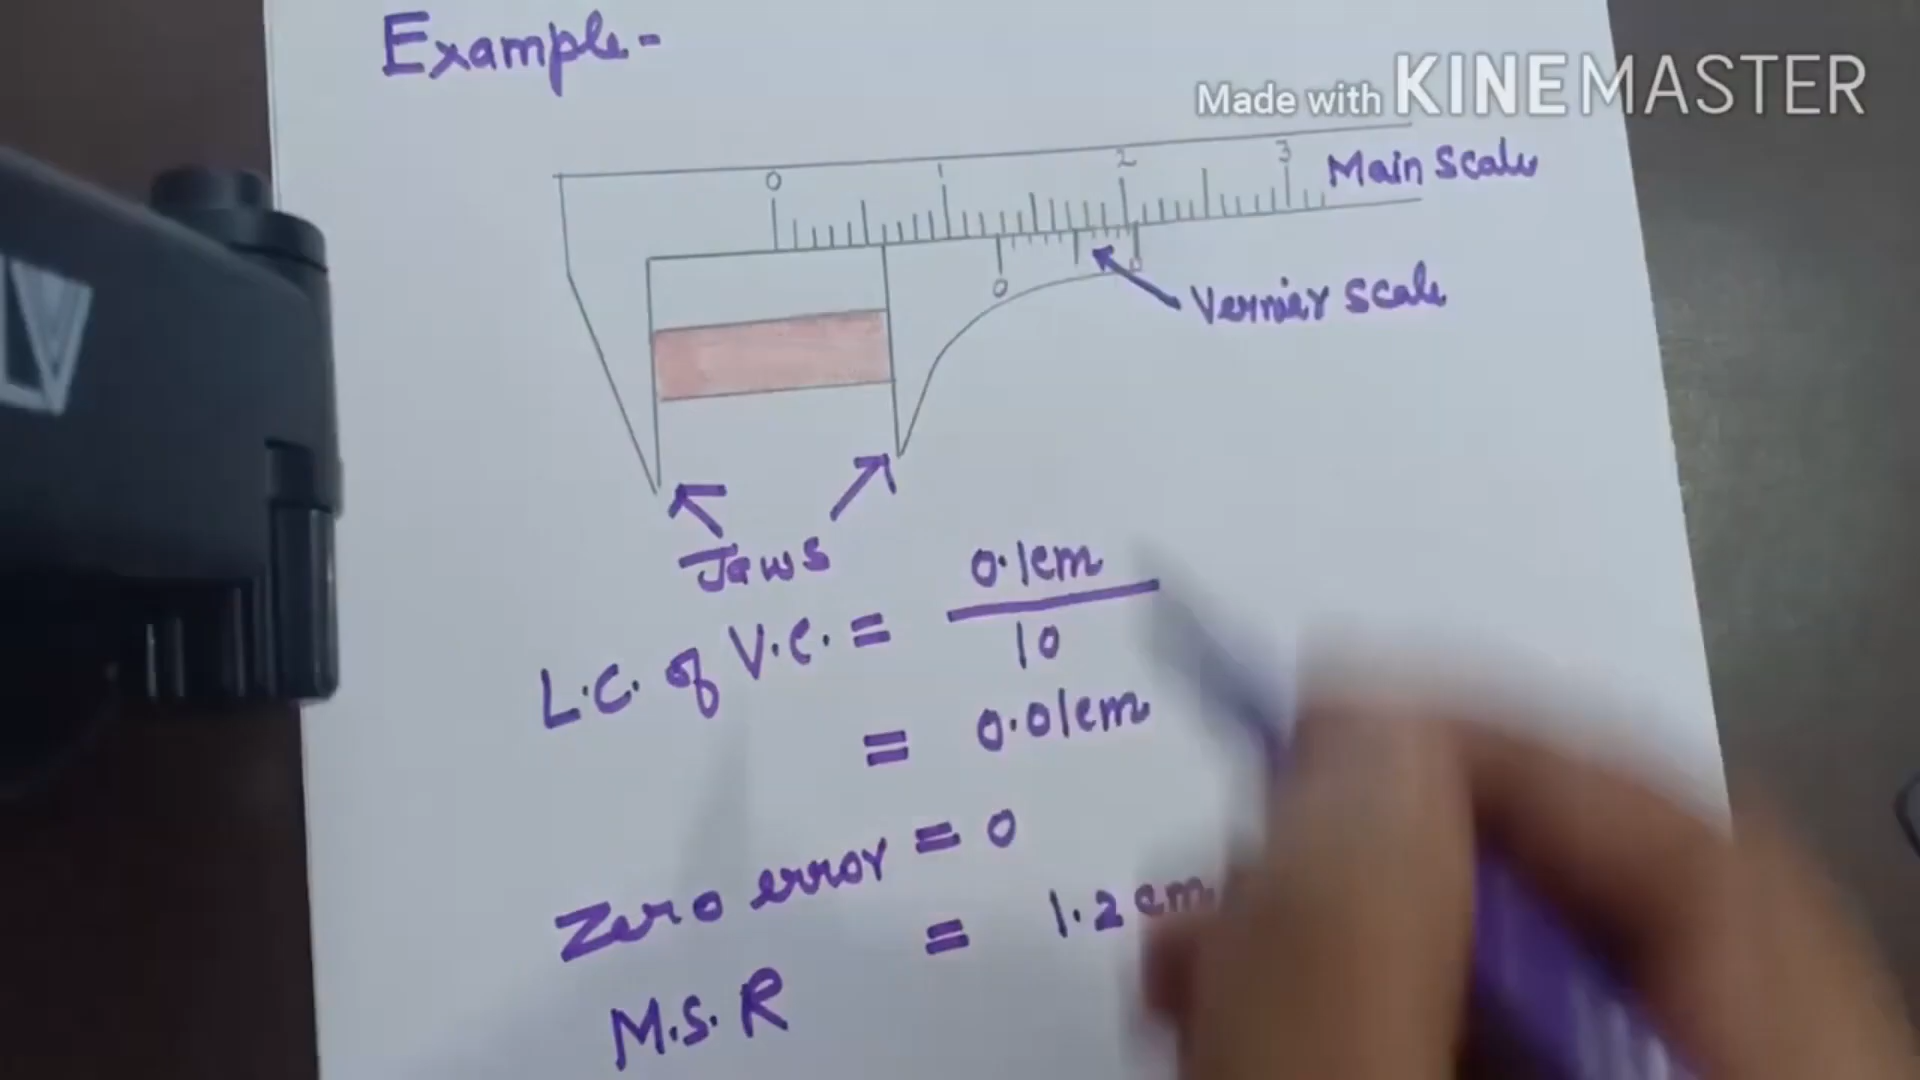 Example-
Made with KINEMASTER
0 1 2 3 Main Scale
0
Vernier Scale
Jaws
L.C. of V.C. = 0.1cm
10
= 0.01cm
Zero error = 0
M.S.R = 1.2cm